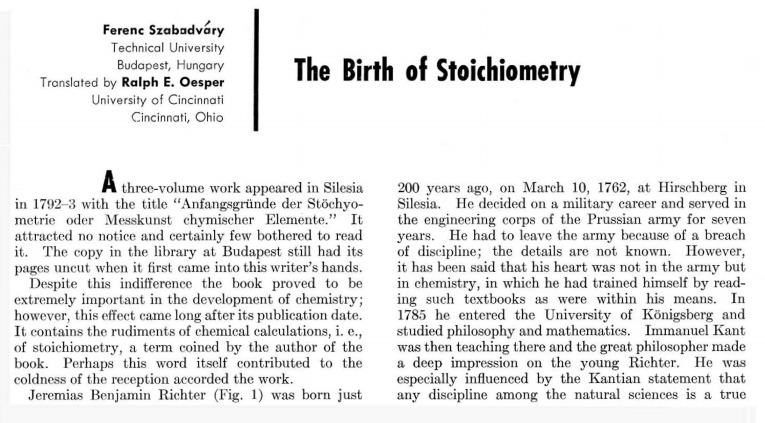 Ferenc Szabadváry
Technical University
Budapest, Hungary
Translated by Ralph E. Oesper
University of Cincinnati
Cincinnati, Ohio
The Birth of Stoichiometry
A three-volume work appeared in Silesia
in 1792–3 with the title “Anfangsgründe der Stöchyo-
metrie oder Messkunst chymischer Elemente.” It
attracted no notice and certainly few bothered to read
it. The copy in the library at Budapest still had its
pages uncut when it first came into this writer’s hands.
Despite this indifference the book proved to be
extremely important in the development of chemistry;
however, this effect came long after its publication date.
It contains the rudiments of chemical calculations, i. e.,
of stoichiometry, a term coined by the author of the
book. Perhaps this word itself contributed to the
coldness of the reception accorded the work.
Jeremias Benjamin Richter (Fig. 1) was born just
200 years ago, on March 10, 1762, at Hirschberg in
Silesia. He decided on a military career and served in
the engineering corps of the Prussian army for seven
years. He had to leave the army because of a breach
of discipline; the details are not known. However,
it has been said that his heart was not in the army but
in chemistry, in which he had trained himself by read-
ing such textbooks as were within his means. In
1785 he entered the University of Königsberg and
studied philosophy and mathematics. Immanuel Kant
was then teaching there and the great philosopher made
a deep impression on the young Richter. He was
especially influenced by the Kantian statement that
any discipline among the natural sciences is a true